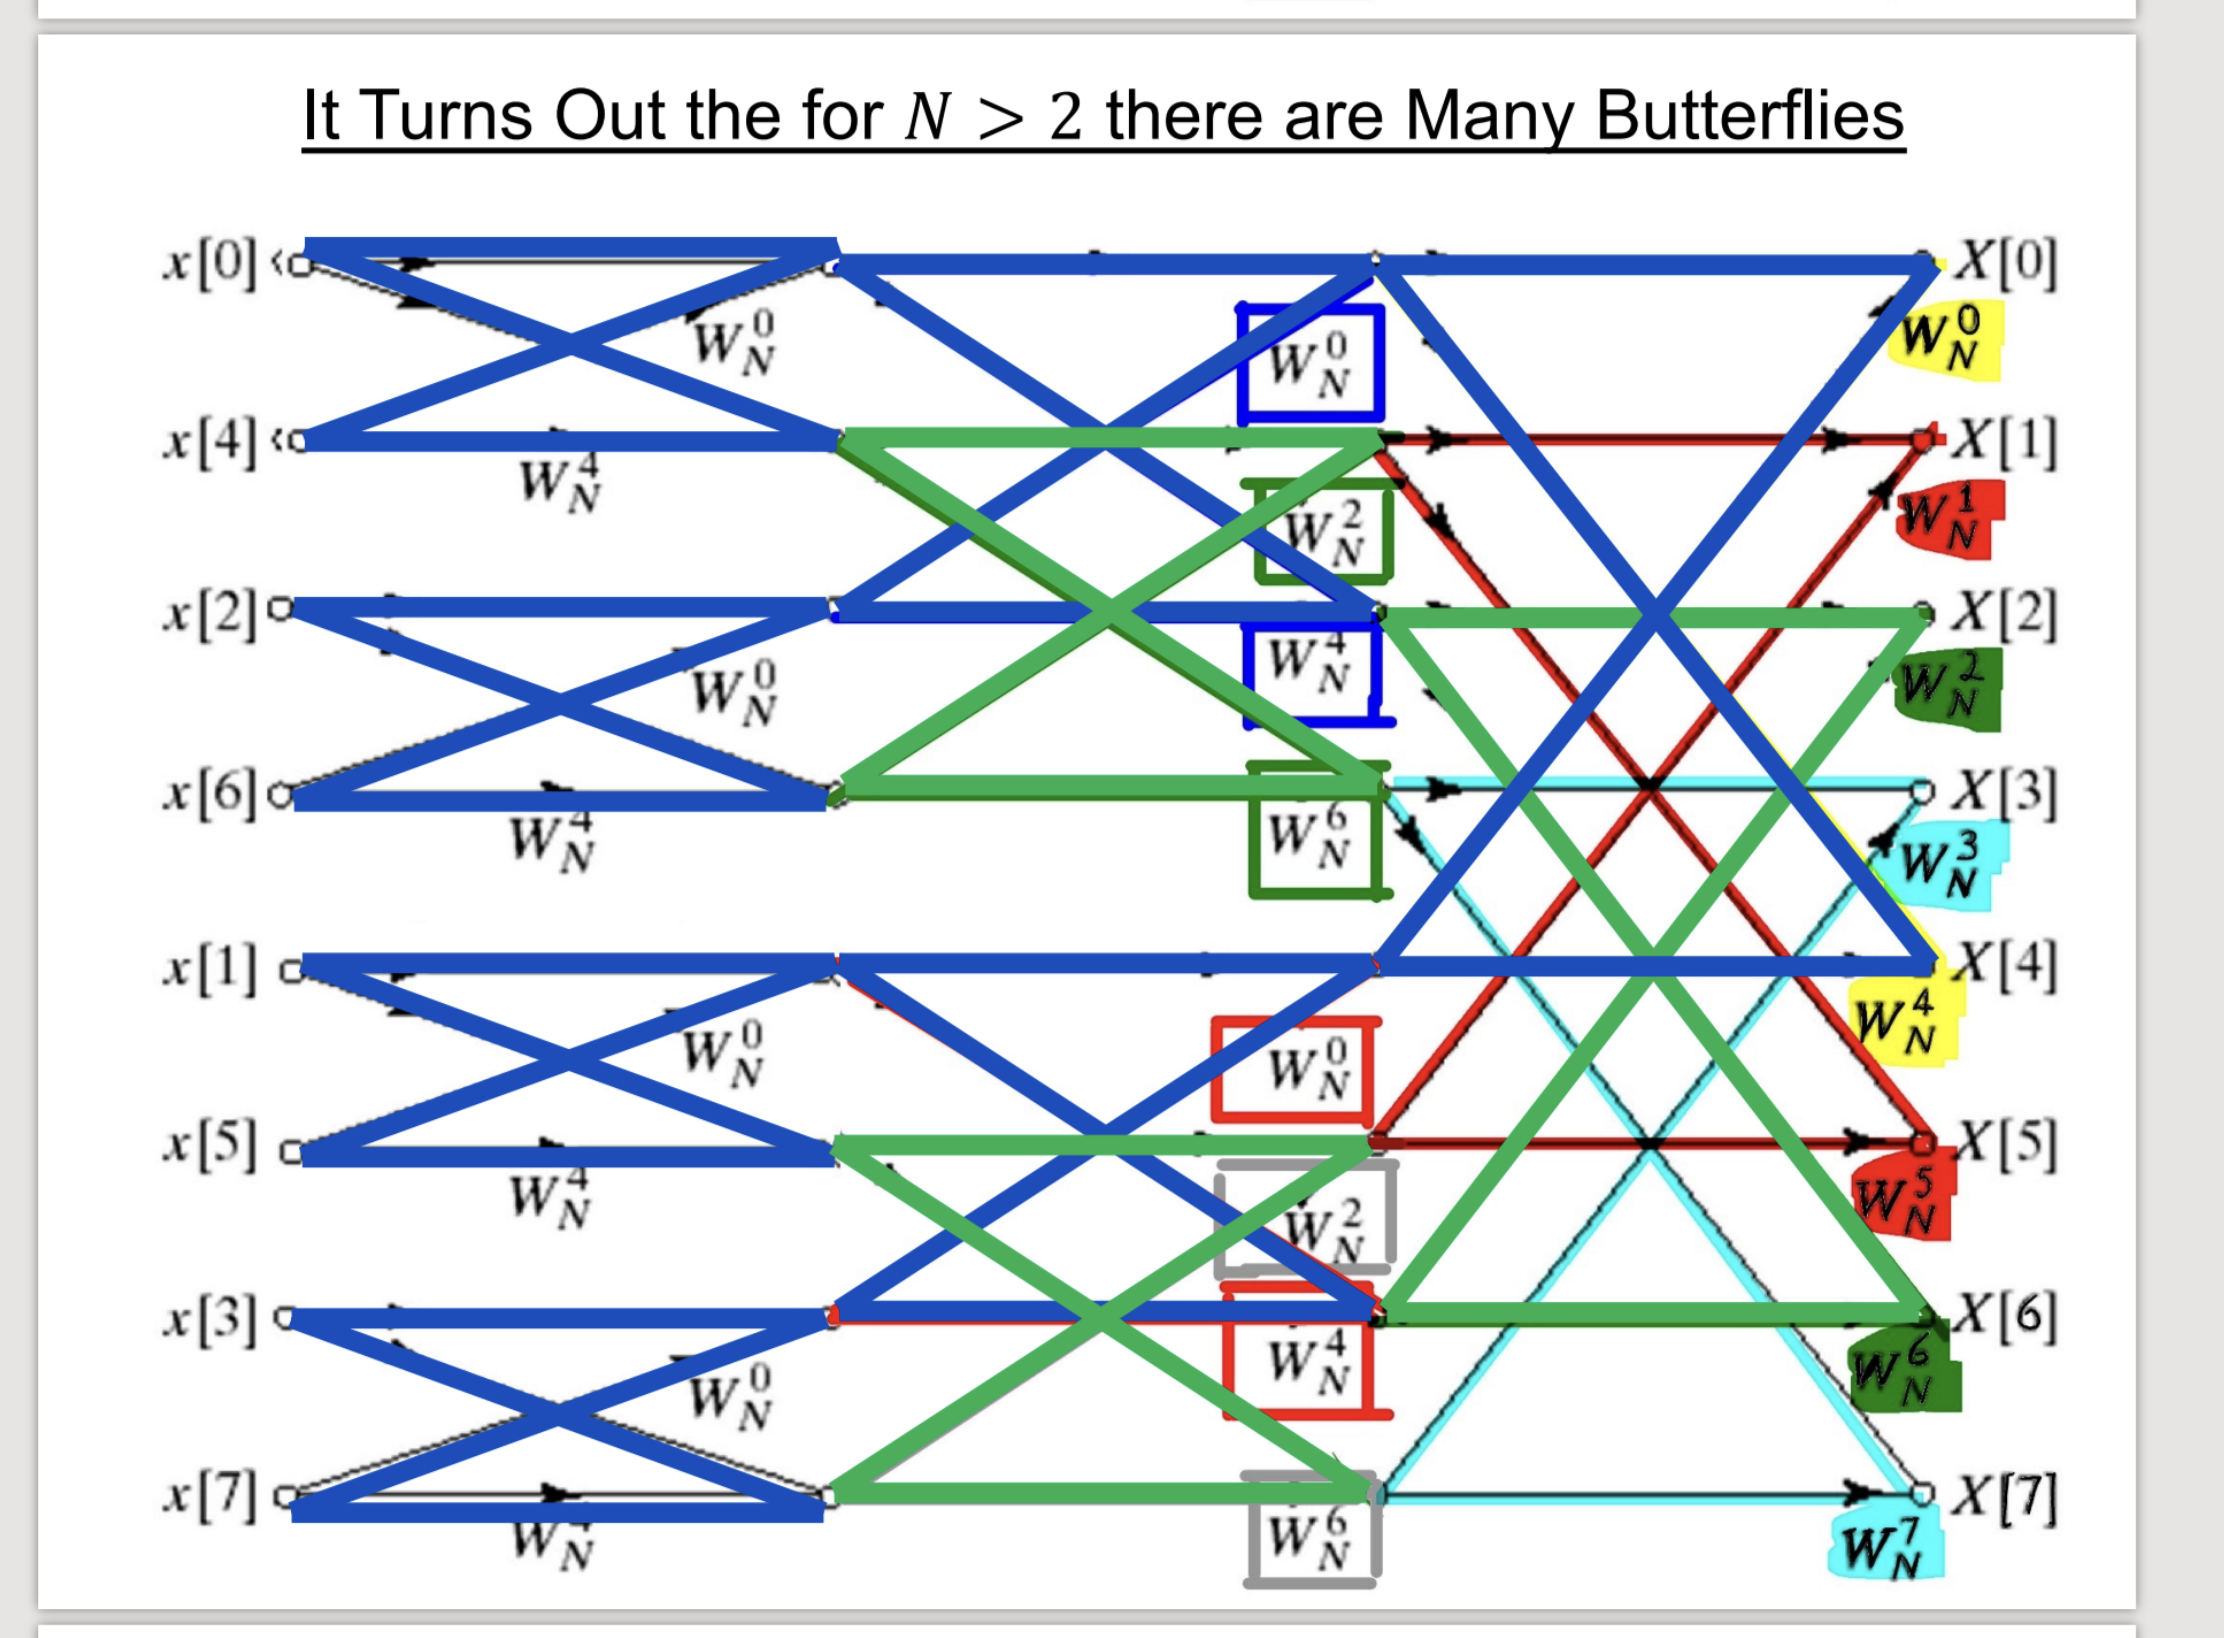 It Turns Out the for N > 2 there are Many Butterflies
x[0] X[0]
W_N^0 W_N^0 W_N^0
x[4] X[1]
W_N^4 W_N^2 W_N^1
x[2] X[2]
W_N^0 W_N^4 W_N^2
x[6] X[3]
W_N^4 W_N^6 W_N^3
x[1] X[4]
W_N^0 W_N^0 W_N^4
x[5] X[5]
W_N^4 W_N^2 W_N^5
x[3] X[6]
W_N^0 W_N^4 W_N^6
x[7] X[7]
W_N^4 W_N^6 W_N^7